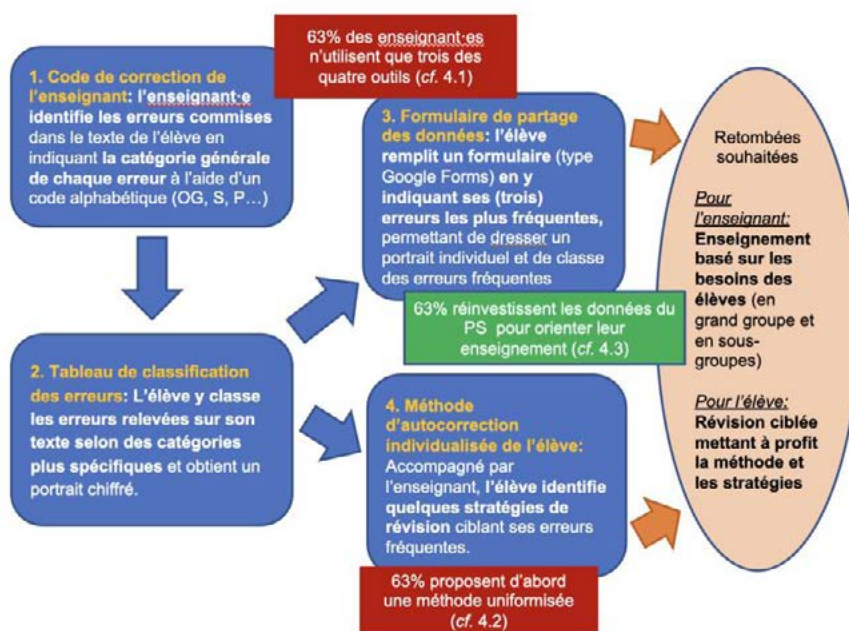 63% des enseignant·es
n'utilisent que trois des
quatre outils (cf. 4.1)
1. Code de correction de
l'enseignant: l'enseignant·e
identifie les erreurs commises
dans le texte de l'élève en
indiquant la catégorie générale
de chaque erreur à l'aide d'un
code alphabétique (OG, S, P…)
2. Tableau de classification
des erreurs: L'élève y classe
les erreurs relevées sur son
texte selon des catégories
plus spécifiques et obtient un
portrait chiffré.
3. Formulaire de partage
des données: l'élève
remplit un formulaire (type
Google Forms) en y
indiquant ses (trois)
erreurs les plus fréquentes,
permettant de dresser un
portrait individuel et de classe
des erreurs fréquentes
63% réinvestissent les données du
PS pour orienter leur
enseignement (cf. 4.3)
4. Méthode
d'autocorrection
individualisée de l'élève:
Accompagné par
l'enseignant, l'élève identifie
quelques stratégies de
révision ciblant ses erreurs
fréquentes.
63% proposent d'abord
une méthode uniformisée
(cf. 4.2)
Retombées
souhaitées
Pour
l'enseignant:
Enseignement
basé sur les
besoins des
élèves (en
grand groupe et
en sous-
groupes)
Pour l'élève:
Révision ciblée
mettant à profit
la méthode et
les stratégies